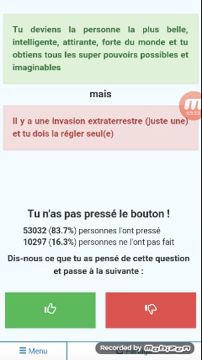 Tu deviens la personne la plus belle,
intelligente, attirante, forte du monde et tu
obtiens tous les super pouvoirs possibles et
imaginables
mais
Il y a une invasion extraterrestre (juste une)
et tu dois la régler seul(e)
Tu n'as pas pressé le bouton !
53032 (83.7%) personnes l'ont pressé
10297 (16.3%) personnes ne l'ont pas fait
Dis-nous ce que tu as pensé de cette question
et passe à la suivante :
☰ Menu
Recorded by mobizen